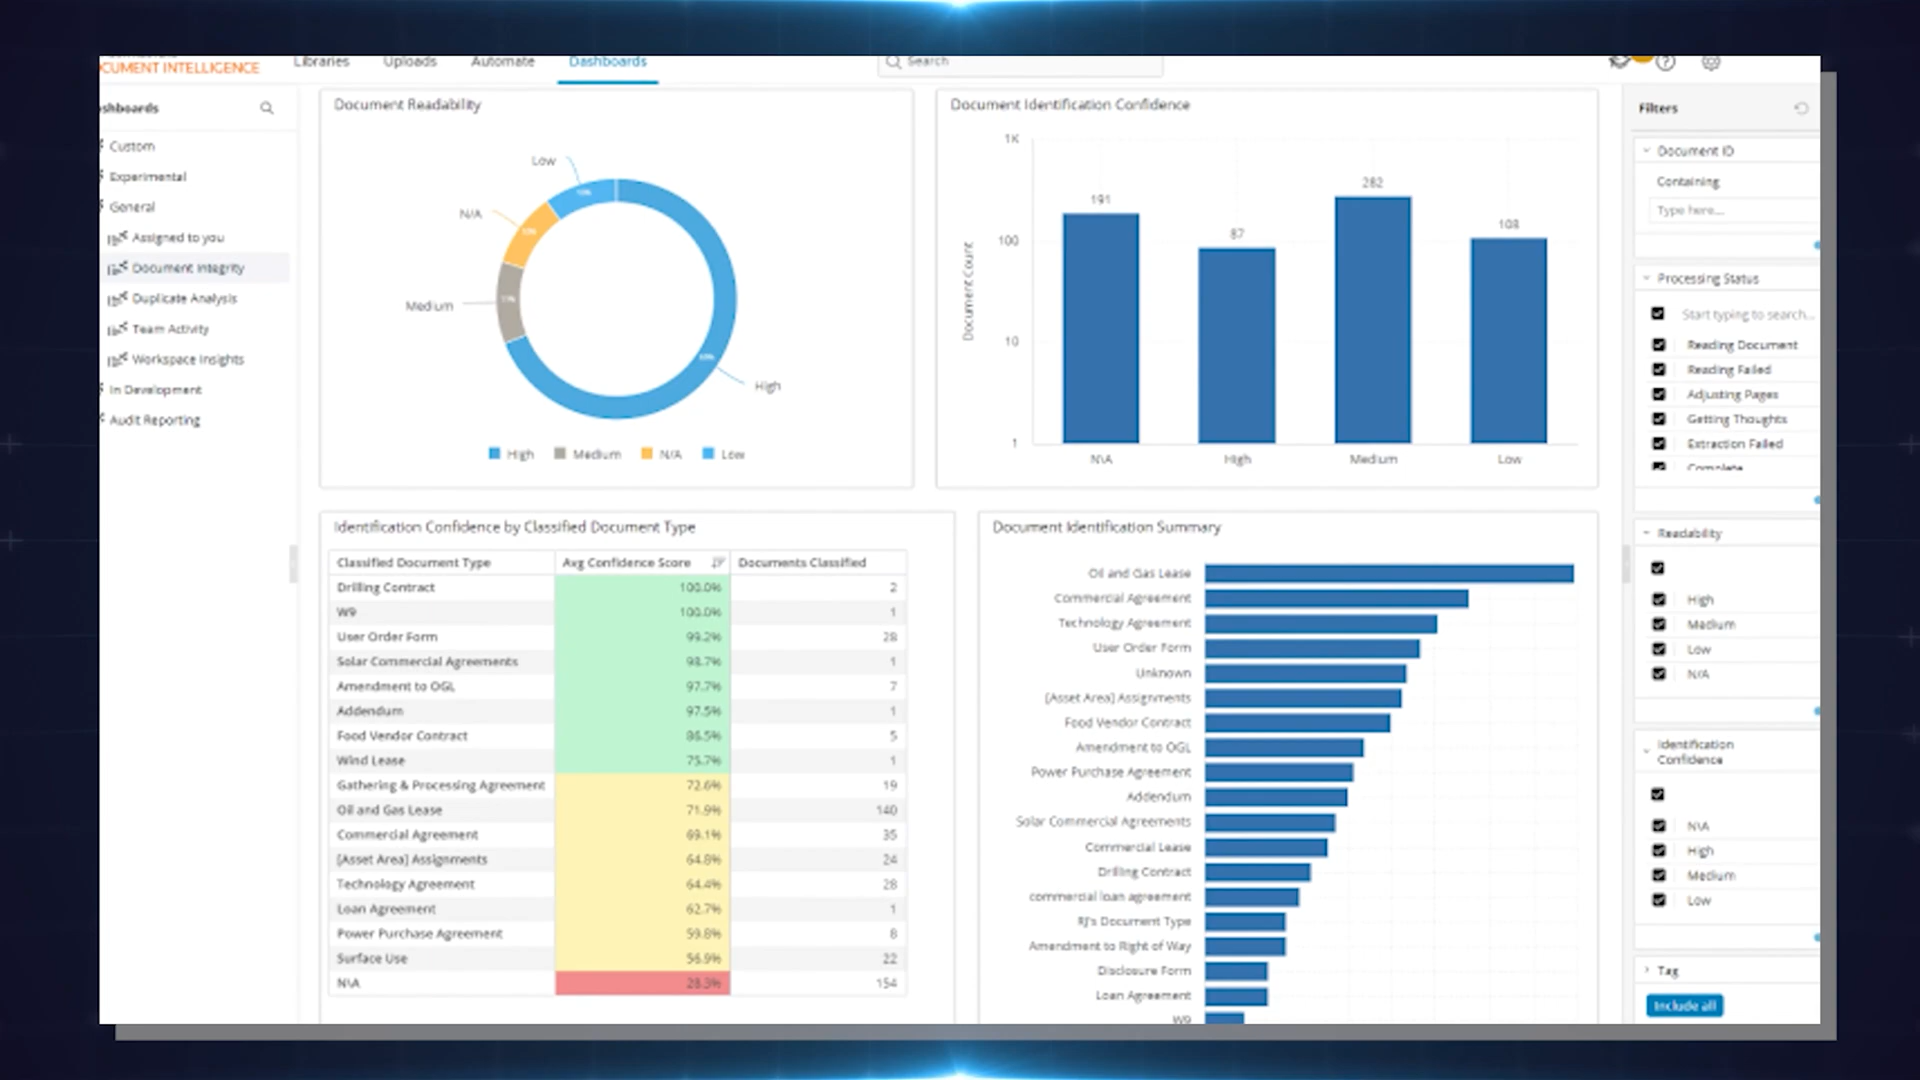 CUMENT INTELLIGENCE
Libraries
Uploads
Automate
Dashboards
Search
shboards
Custom
Experimental
General
Assigned to you
Document Integrity
Duplicate Analysis
Team Activity
Workspace Insights
In Development
Audit Reporting
Document Readability
Low
N/A
Medium
High
High Medium N/A Low
Document Identification Confidence
Document Count
1K
100
10
1
191
87
282
108
N\A High Medium Low
Identification Confidence by Classified Document Type
Classified Document Type Avg Confidence Score Documents Classified
Drilling Contract 100.0% 2
W9 100.0% 1
User Order Form 99.2% 28
Solar Commercial Agreements 98.7% 1
Amendment to OGL 97.7% 7
Addendum 97.5% 1
Food Vendor Contract 86.5% 5
Wind Lease 75.7% 1
Gathering & Processing Agreement 72.6% 19
Oil and Gas Lease 71.9% 140
Commercial Agreement 69.1% 35
[Asset Area] Assignments 64.8% 24
Technology Agreement 64.4% 28
Loan Agreement 62.7% 1
Power Purchase Agreement 59.8% 8
Surface Use 56.9% 22
N\A 28.3% 154
Document Identification Summary
Oil and Gas Lease
Commercial Agreement
Technology Agreement
User Order Form
Unknown
[Asset Area] Assignments
Food Vendor Contract
Amendment to OGL
Power Purchase Agreement
Addendum
Solar Commercial Agreements
Commercial Lease
Drilling Contract
commercial loan agreement
RJ's Document Type
Amendment to Right of Way
Disclosure Form
Loan Agreement
W9
Filters
Document ID
Containing
Type here...
Processing Status
Start typing to search...
Reading Document
Reading Failed
Adjusting Pages
Getting Thoughts
Extraction Failed
Complete
Readability
High
Medium
Low
N/A
Identification
Confidence
N\A
High
Medium
Low
Tag
Include all